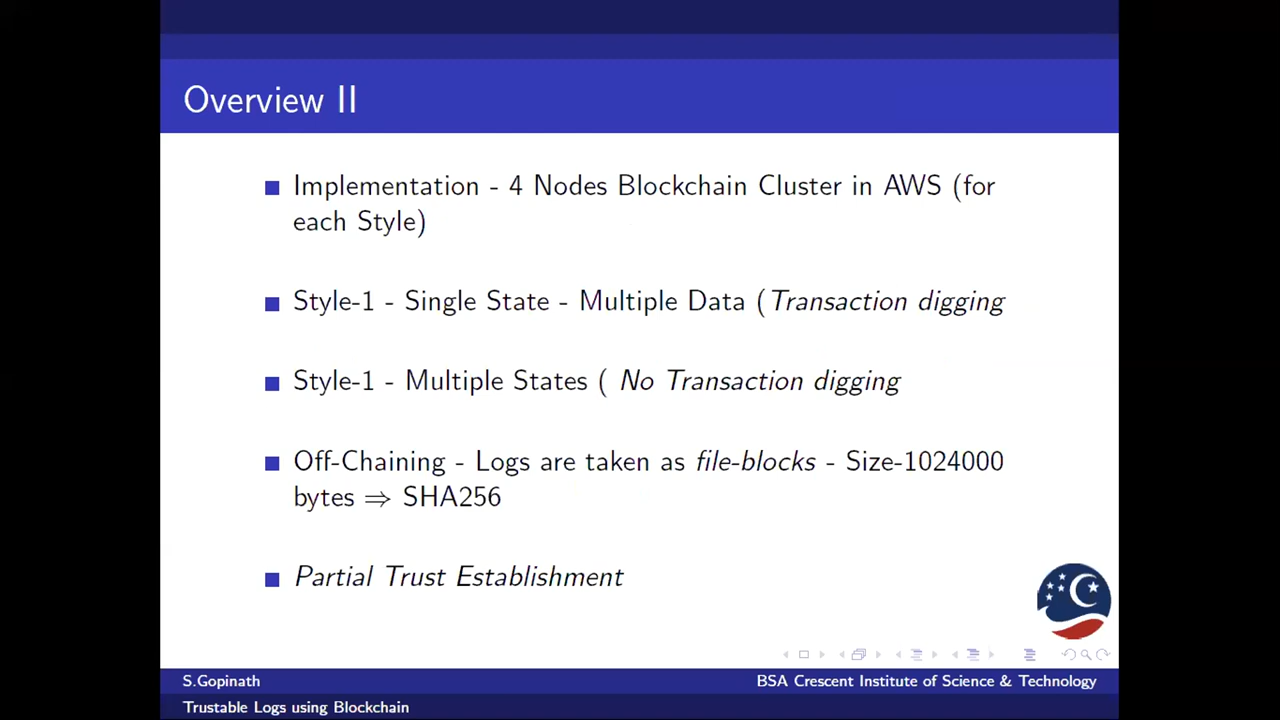 Overview II
Implementation - 4 Nodes Blockchain Cluster in AWS (for
each Style)
Style-1 - Single State - Multiple Data (Transaction digging
Style-1 - Multiple States ( No Transaction digging
Off-Chaining - Logs are taken as file-blocks - Size-1024000
bytes ⇒ SHA256
Partial Trust Establishment
S.Gopinath
BSA Crescent Institute of Science & Technology
Trustable Logs using Blockchain